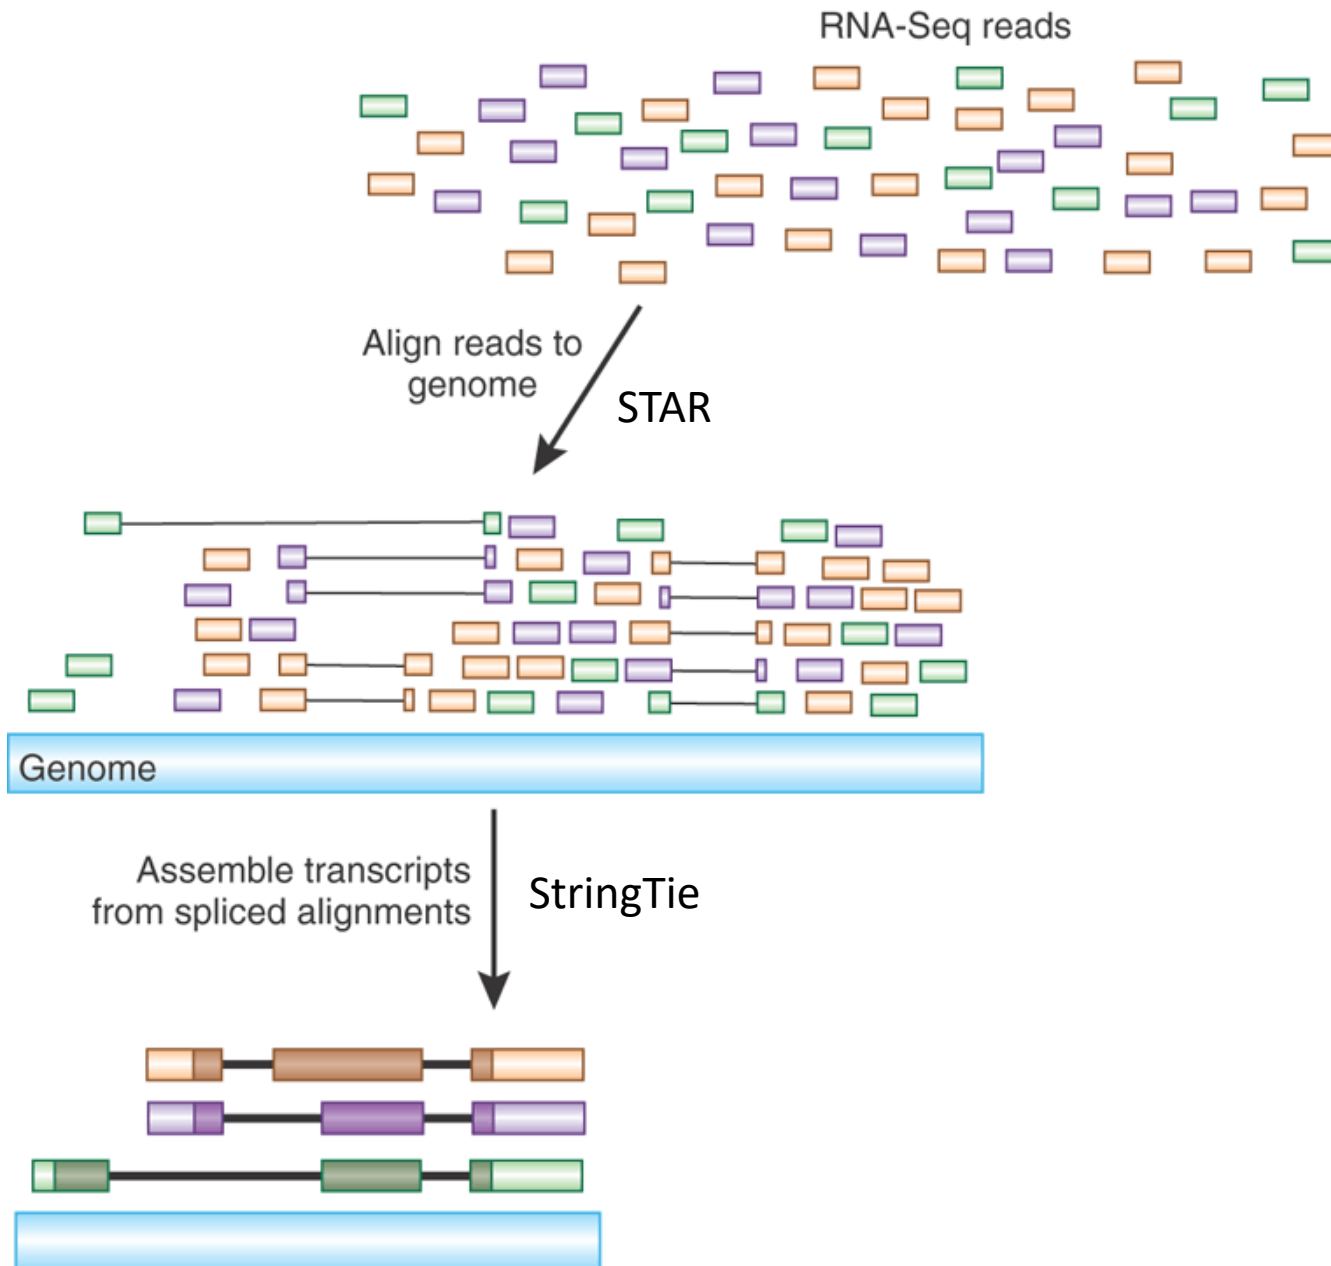 RNA-Seq reads
Align reads to
genome
STAR
Genome
Assemble transcripts
from spliced alignments
StringTie